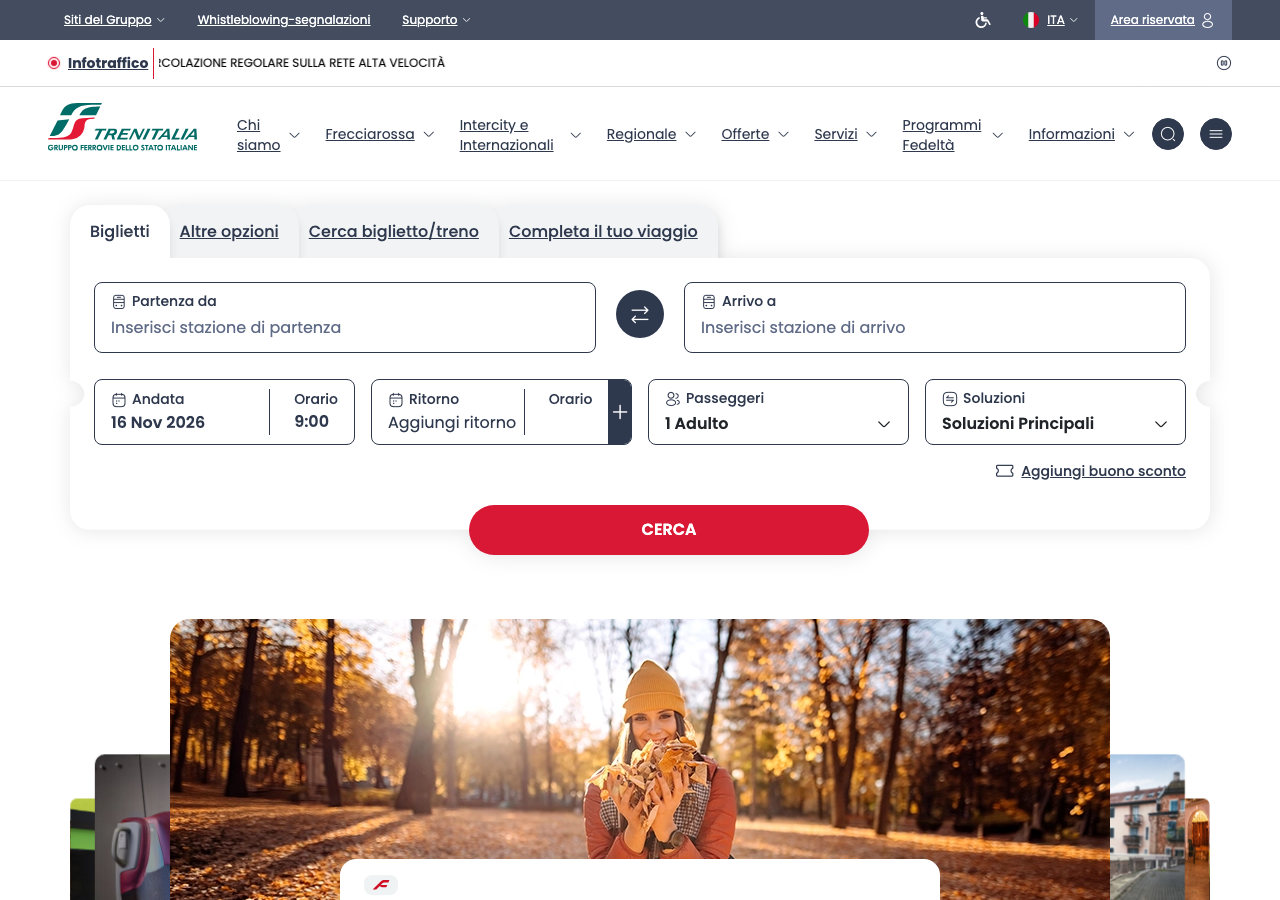 Siti del Gruppo
Whistleblowing-segnalazioni
Supporto
ITA
Area riservata
Infotraffico
COLAZIONE REGOLARE SULLA RETE ALTA VELOCITÀ
TRENITALIA
GRUPPO FERROVIE DELLO STATO ITALIANE
Chi siamo
Frecciarossa
Intercity e Internazionali
Regionale
Offerte
Servizi
Programmi Fedeltà
Informazioni
Biglietti
Altre opzioni
Cerca biglietto/treno
Completa il tuo viaggio
Partenza da
Inserisci stazione di partenza
Arrivo a
Inserisci stazione di arrivo
Andata
16 Nov 2026
Orario
9:00
Ritorno
Aggiungi ritorno
Orario
Passeggeri
1 Adulto
Soluzioni
Soluzioni Principali
Aggiungi buono sconto
CERCA